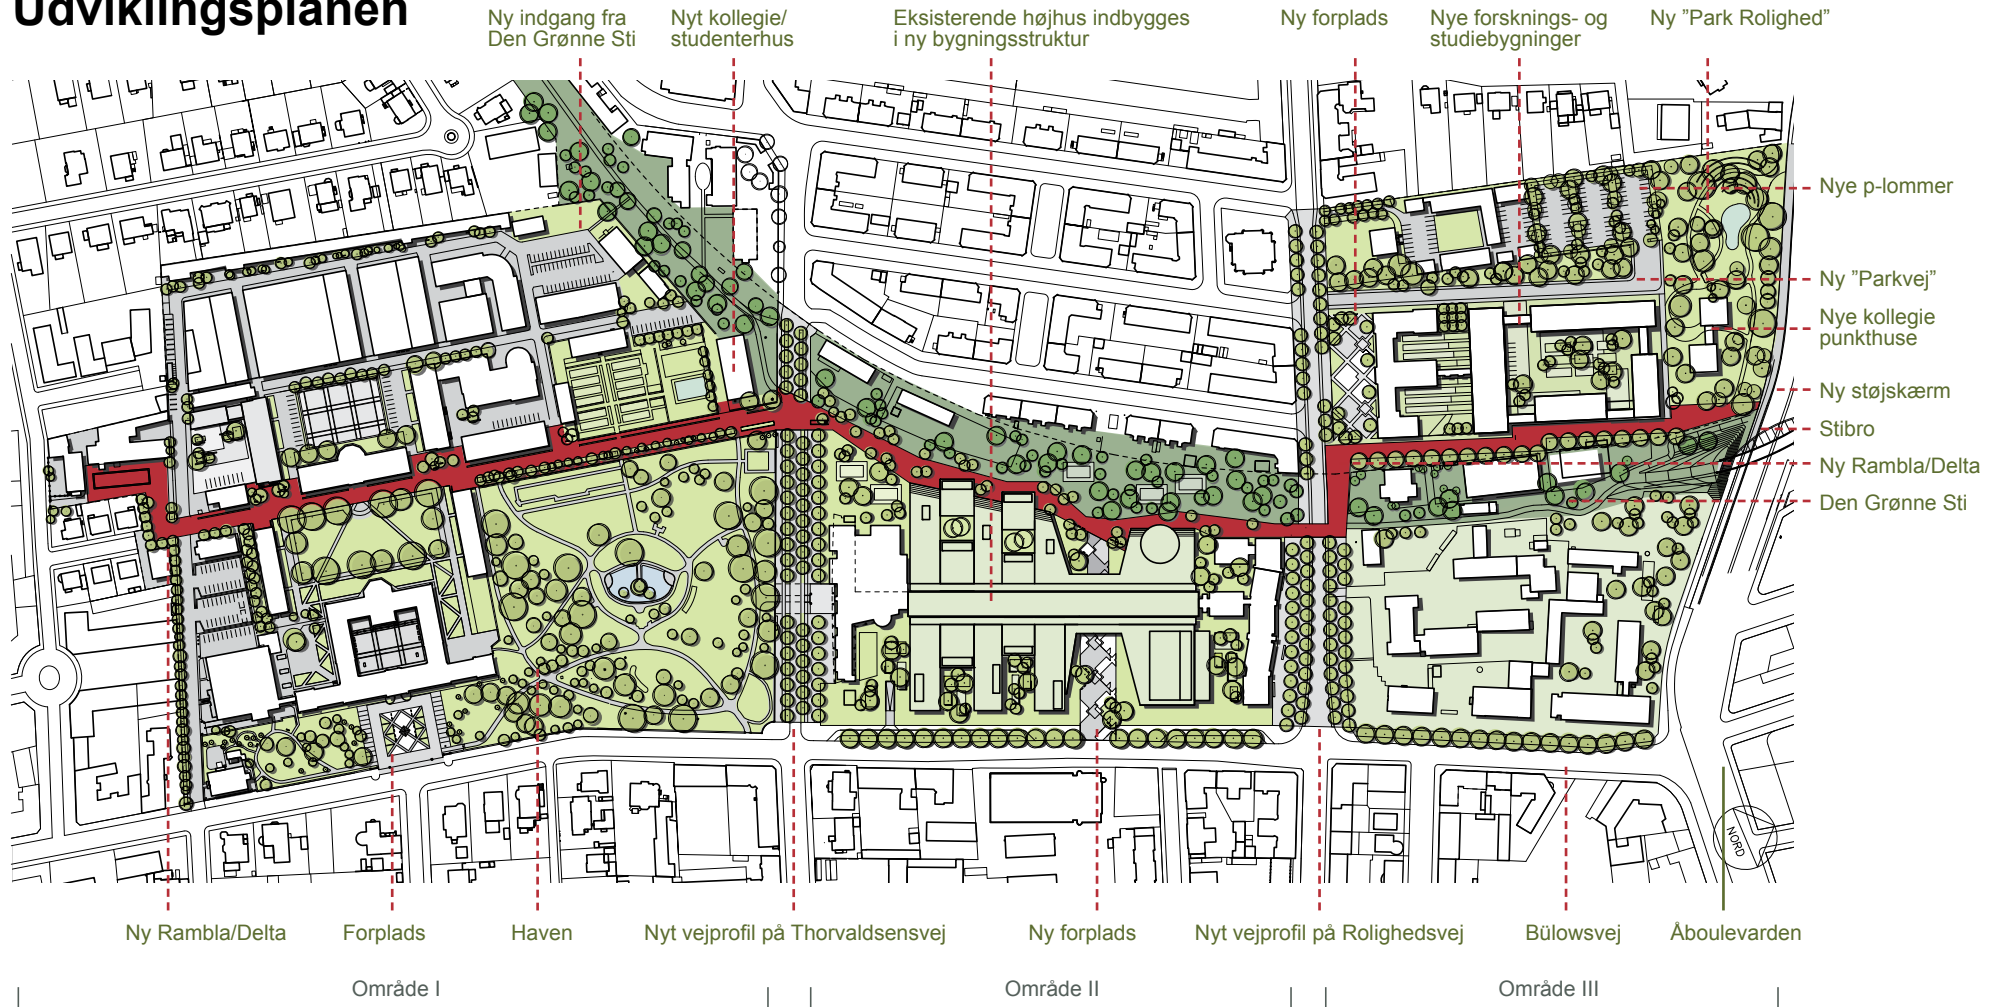 Udviklingsplanen
Ny indgang fra
Den Grønne Sti
Nyt kollegie/
studenterhus
Eksisterende højhus indbygges
i ny bygningsstruktur
Ny forplads
Nye forsknings- og
studiebygninger
Ny ”Park Rolighed”
Nye p-lommer
Ny ”Parkvej”
Nye kollegie
punkthuse
Ny støjskærm
Stibro
Ny Rambla/Delta
Den Grønne Sti
NORD
Ny Rambla/Delta
Forplads
Haven
Nyt vejprofil på Thorvaldsensvej
Ny forplads
Nyt vejprofil på Rolighedsvej
Bülowsvej
Åboulevarden
Område I
Område II
Område III